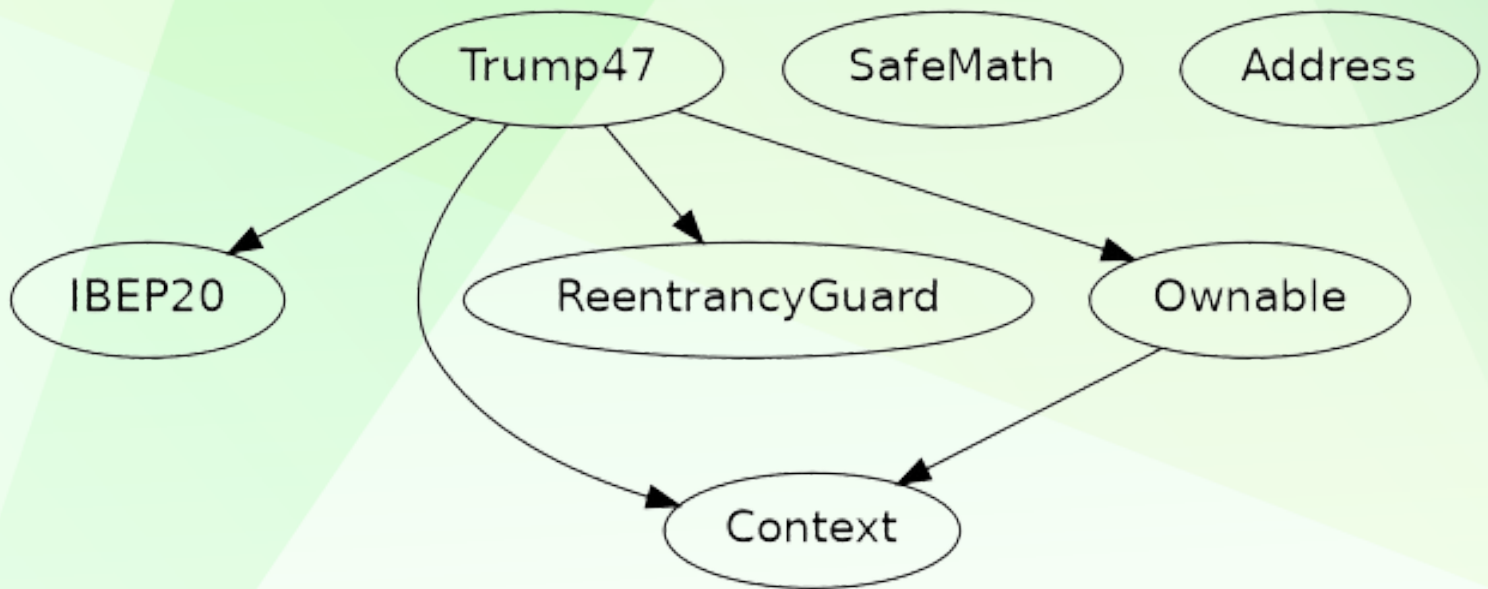 Trump47
SafeMath
Address
IBEP20
ReentrancyGuard
Ownable
Context